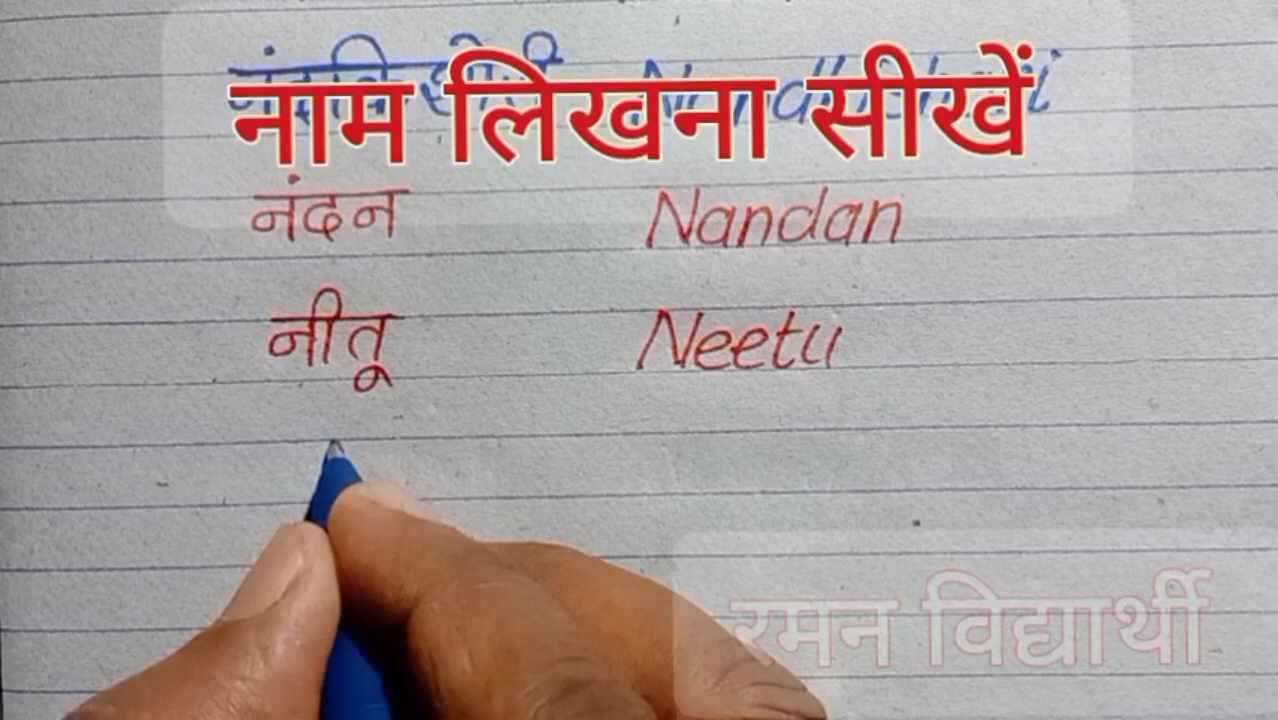 नाम लिखना सीखें
नंदन Nandan
नीतू Neetu
रमन विद्यार्थी